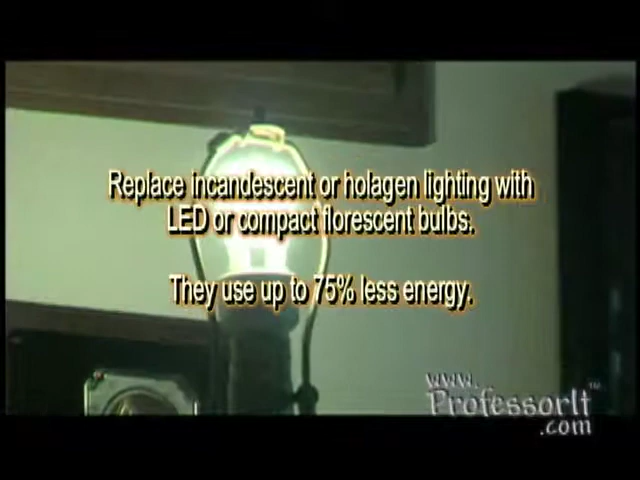 Replace incandescent or holagen lighting with
LED or compact florescent bulbs.
They use up to 75% less energy.
www.
ProfessorIt™
.com